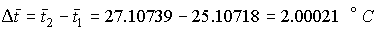 Δt̄ = t̄₂ − t̄₁ = 27.10739 − 25.10718 = 2.00021 °C